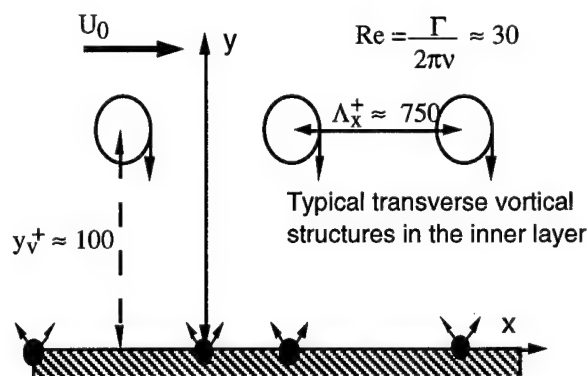 U₀
y
Re = Γ / 2πν ≈ 30
Λₓ⁺ ≈ 750
Typical transverse vortical
structures in the inner layer
yᵥ⁺ ≈ 100
x